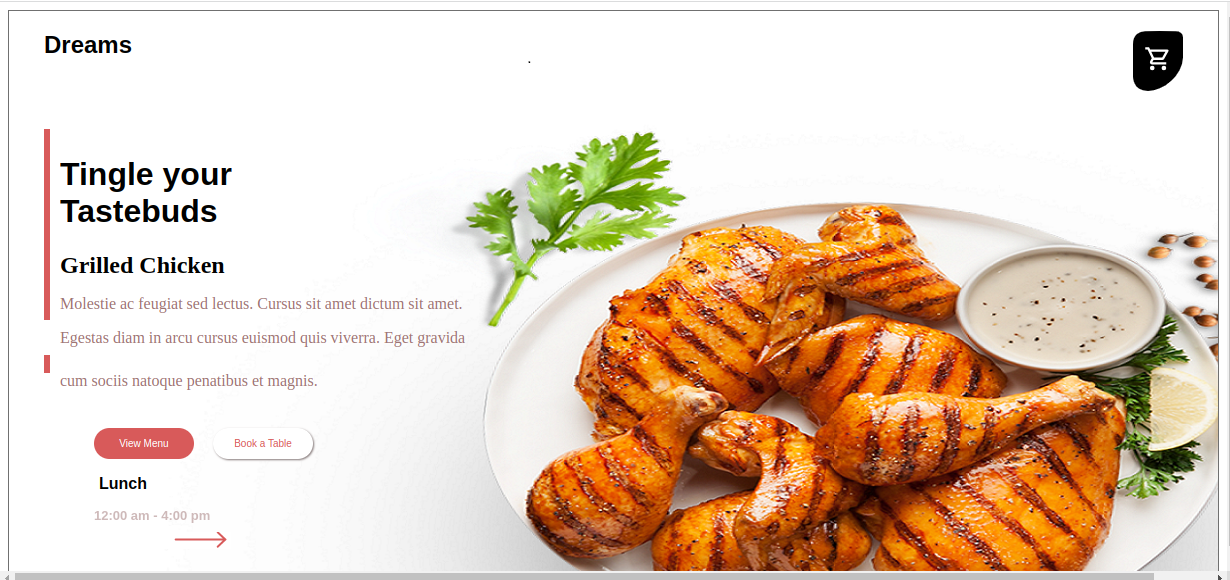 Dreams
.
Tingle your
Tastebuds
Grilled Chicken
Molestie ac feugiat sed lectus. Cursus sit amet dictum sit amet.
Egestas diam in arcu cursus euismod quis viverra. Eget gravida
cum sociis natoque penatibus et magnis.
View Menu
Book a Table
Lunch
12:00 am - 4:00 pm